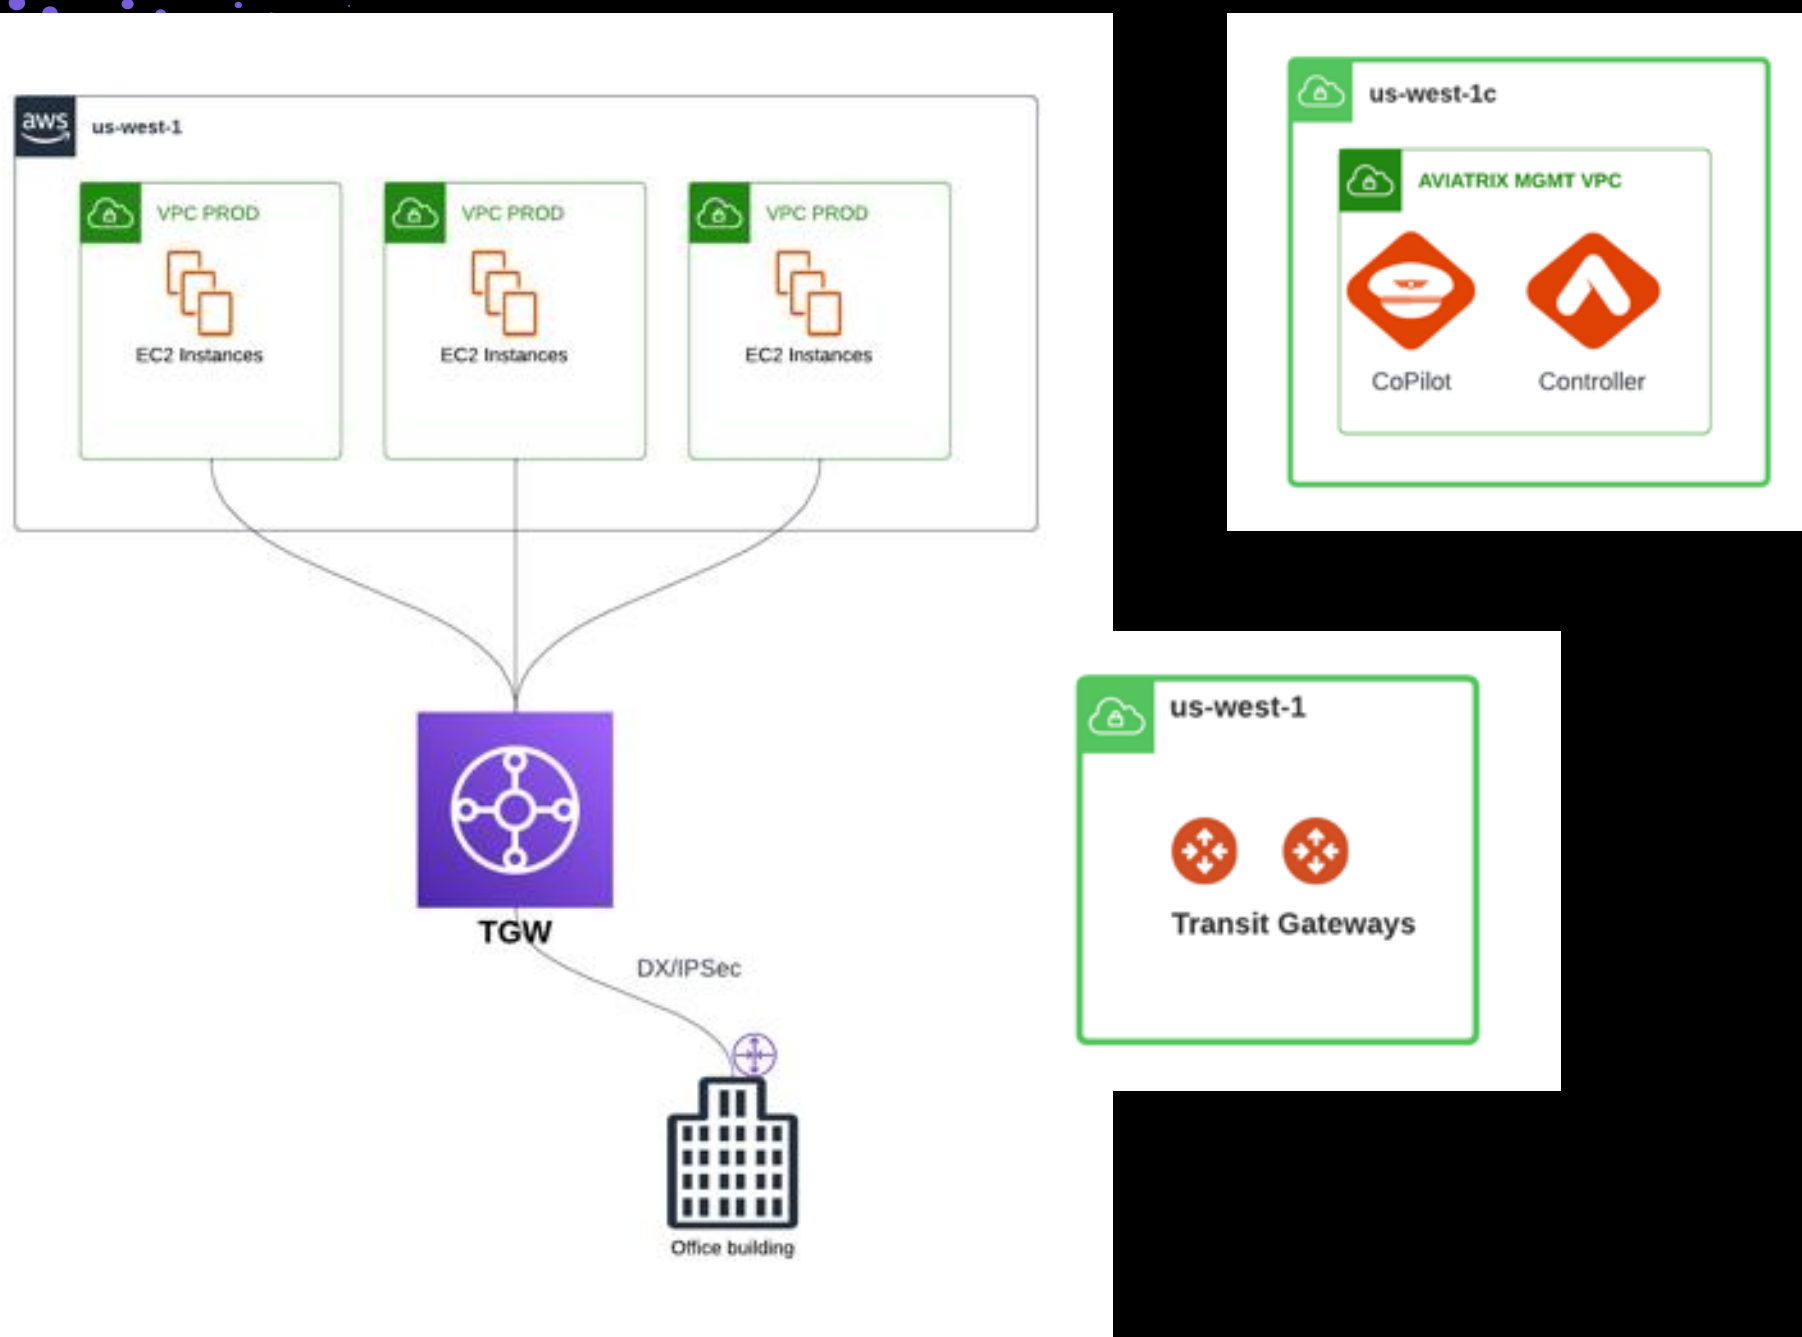 aws
us-west-1
VPC PROD
EC2 Instances
VPC PROD
EC2 Instances
VPC PROD
EC2 Instances
TGW
DX/IPSec
Office building
us-west-1c
AVIATRIX MGMT VPC
CoPilot
Controller
us-west-1
Transit Gateways